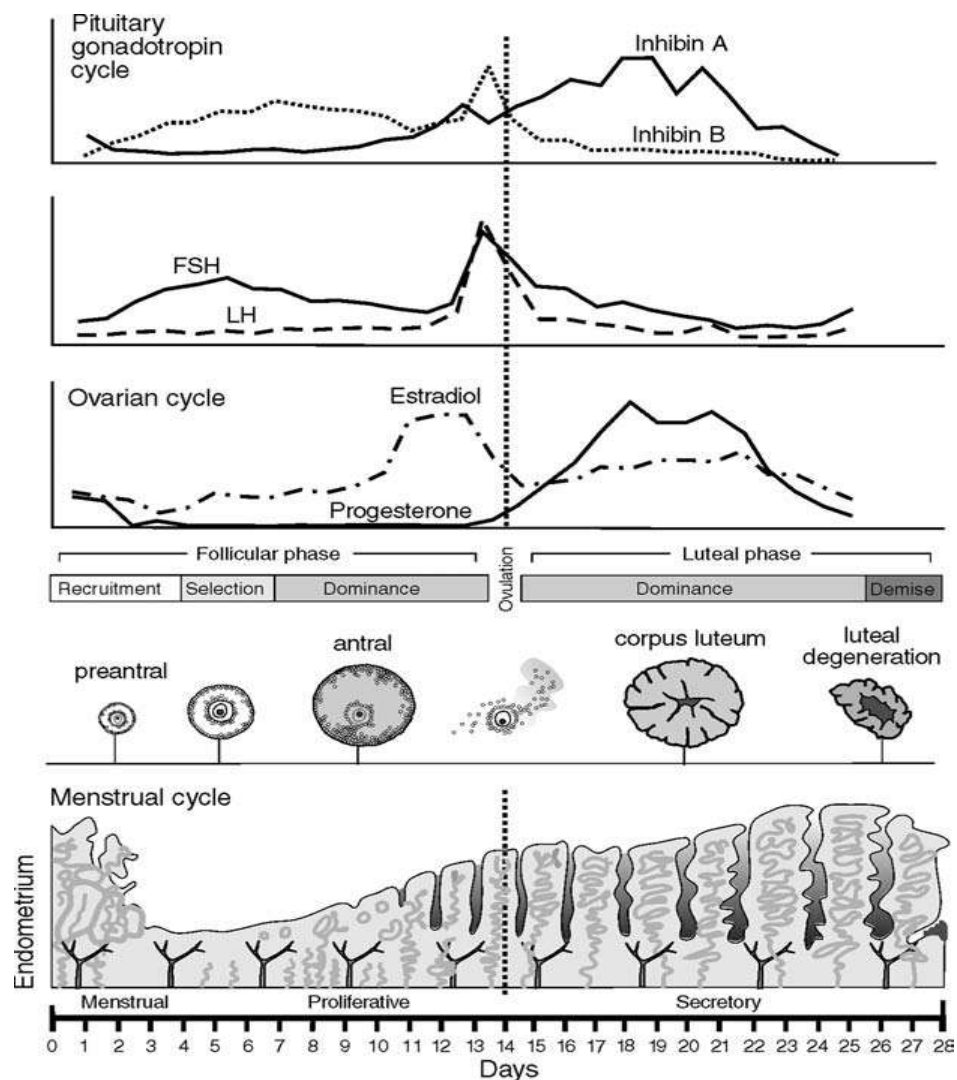 Pituitary
gonadotropin
cycle
Inhibin A
Inhibin B
FSH
LH
Ovarian cycle
Estradiol
Progesterone
Follicular phase
Ovulation
Luteal phase
Recruitment
Selection
Dominance
Dominance
Demise
preantral
antral
corpus luteum
luteal
degeneration
Menstrual cycle
Endometrium
Menstrual
Proliferative
Secretory
0 1 2 3 4 5 6 7 8 9 10 11 12 13 14 15 16 17 18 19 20 21 22 23 24 25 26 27 28
Days